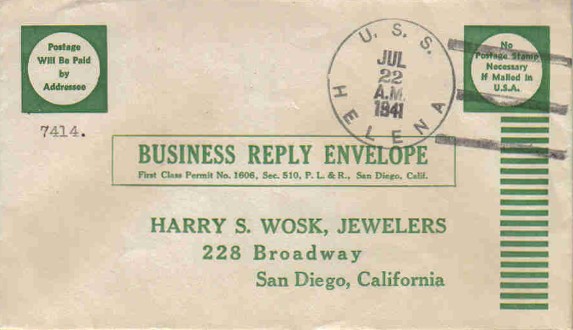 Postage
Will Be Paid
by
Addressee
U. S. S.
JUL
22
A.M.
1941
HELENA
No
Postage Stamp
Necessary
If Mailed in
U.S.A.
7414.
BUSINESS REPLY ENVELOPE
First Class Permit No. 1606, Sec. 510, P. L. & R., San Diego, Calif.
HARRY S. WOSK, JEWELERS
228 Broadway
San Diego, California